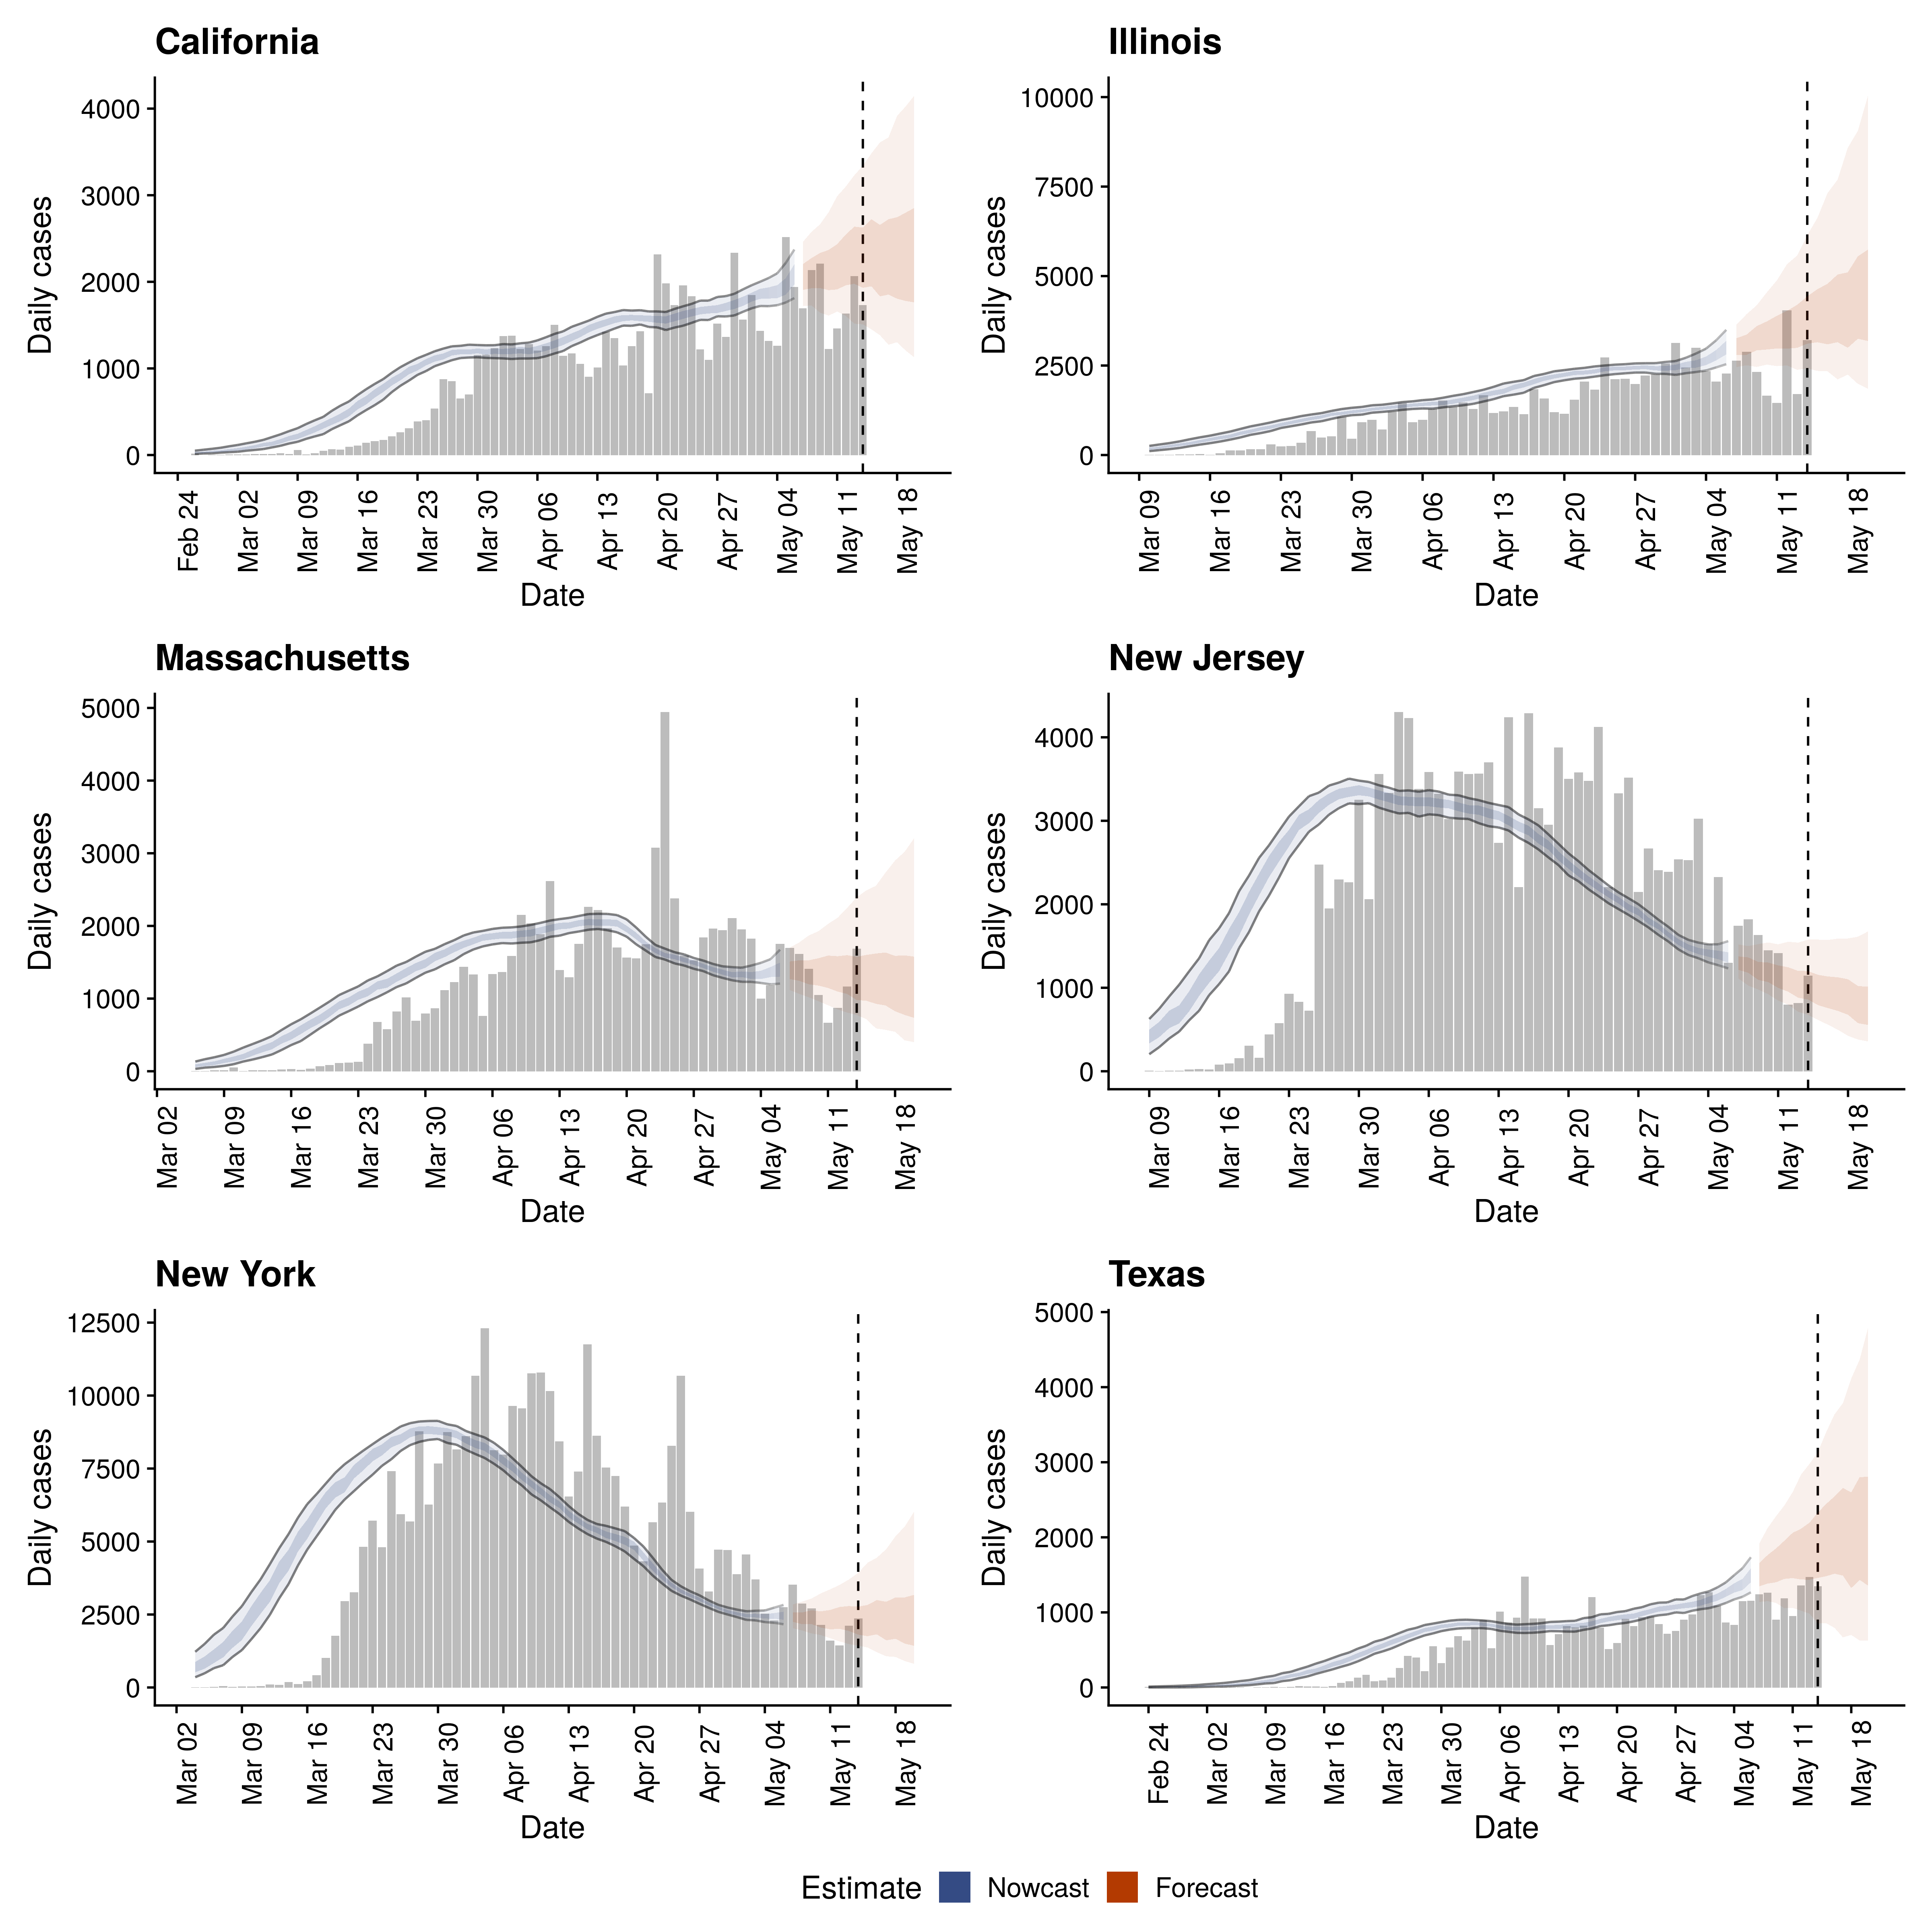 California
Daily cases
4000
3000
2000
1000
0
Feb 24
Mar 02
Mar 09
Mar 16
Mar 23
Mar 30
Apr 06
Apr 13
Apr 20
Apr 27
May 04
May 11
May 18
Date
Illinois
Daily cases
10000
7500
5000
2500
0
Mar 09
Mar 16
Mar 23
Mar 30
Apr 06
Apr 13
Apr 20
Apr 27
May 04
May 11
May 18
Date
Massachusetts
Daily cases
5000
4000
3000
2000
1000
0
Mar 02
Mar 09
Mar 16
Mar 23
Mar 30
Apr 06
Apr 13
Apr 20
Apr 27
May 04
May 11
May 18
Date
New Jersey
Daily cases
4000
3000
2000
1000
0
Mar 09
Mar 16
Mar 23
Mar 30
Apr 06
Apr 13
Apr 20
Apr 27
May 04
May 11
May 18
Date
New York
Daily cases
12500
10000
7500
5000
2500
0
Mar 02
Mar 09
Mar 16
Mar 23
Mar 30
Apr 06
Apr 13
Apr 20
Apr 27
May 04
May 11
May 18
Date
Texas
Daily cases
5000
4000
3000
2000
1000
0
Feb 24
Mar 02
Mar 09
Mar 16
Mar 23
Mar 30
Apr 06
Apr 13
Apr 20
Apr 27
May 04
May 11
May 18
Date
Estimate Nowcast Forecast